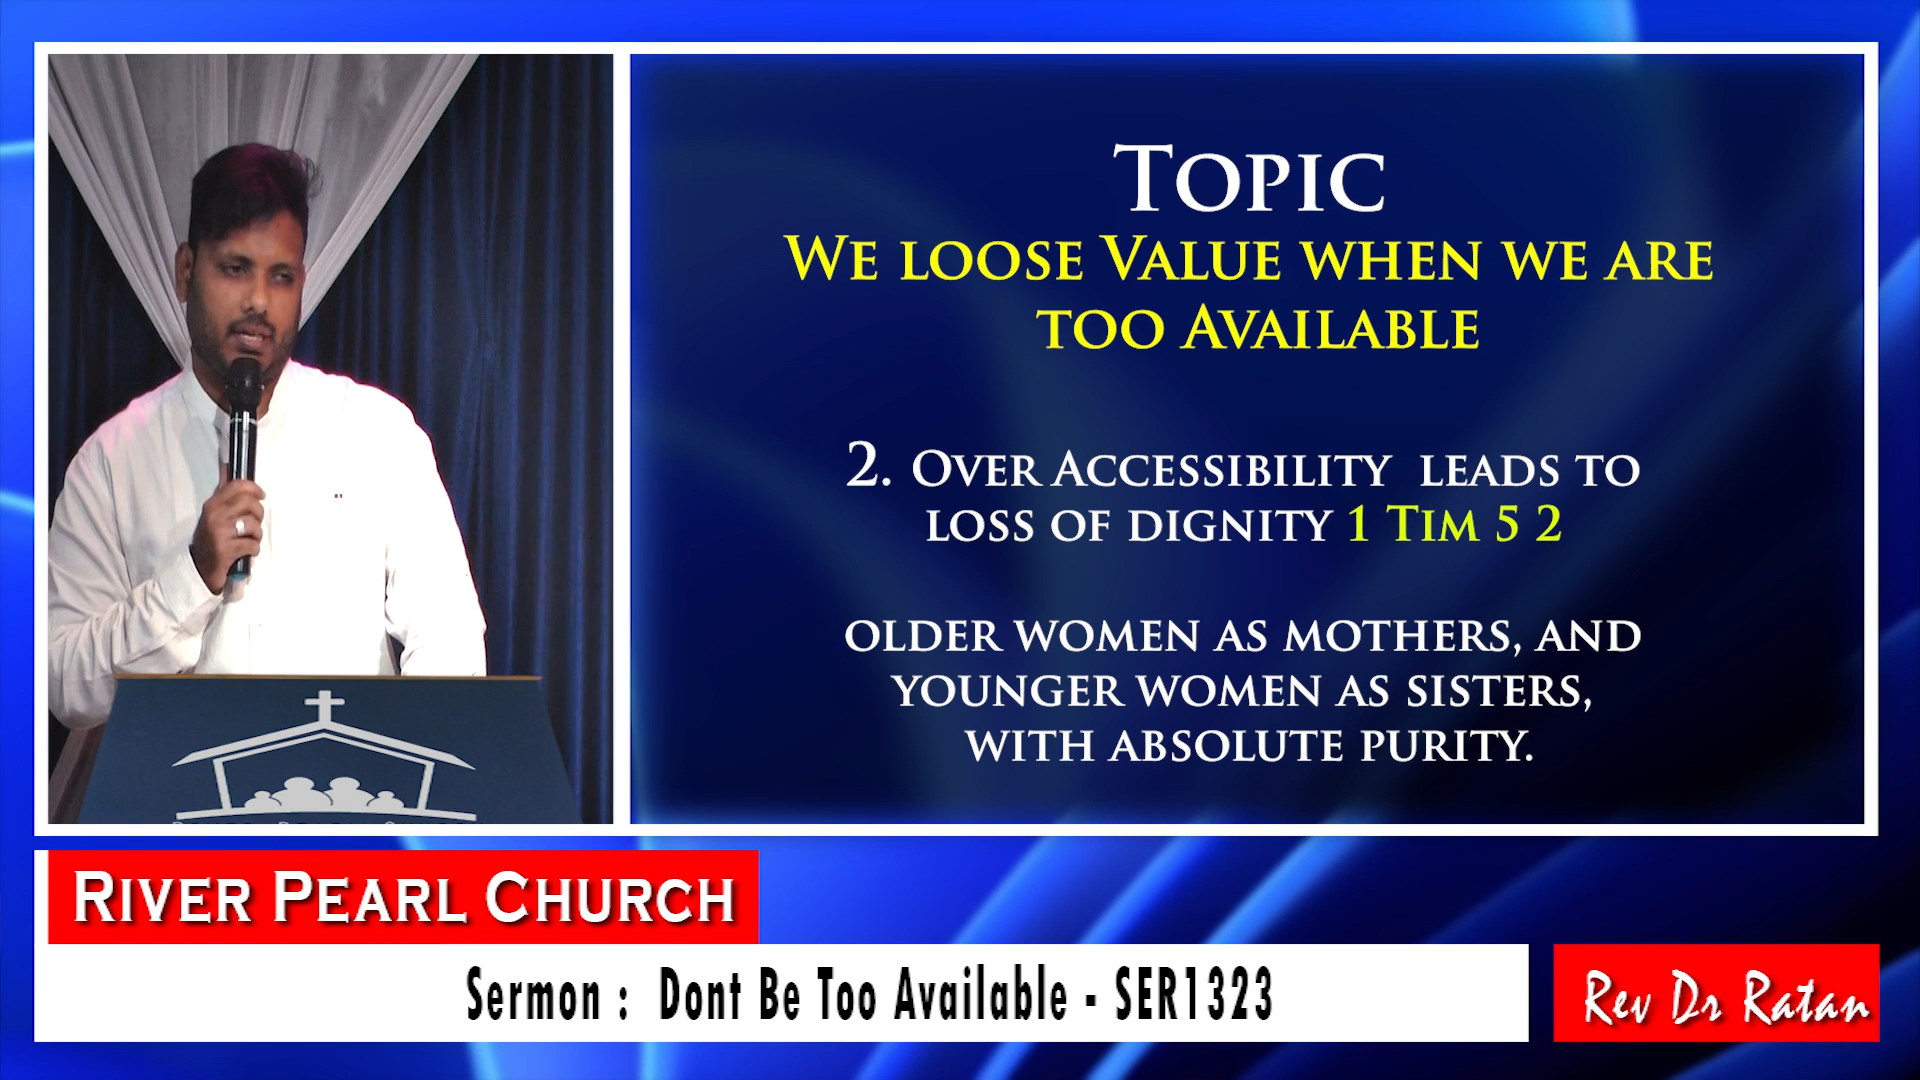 Topic
We loose Value when we are
too Available
2. Over Accessibility leads to
loss of dignity 1 Tim 5 2
older women as mothers, and
younger women as sisters,
with absolute purity.
River Pearl Church
Sermon : Dont Be Too Available - SER1323
Rev Dr Ratan